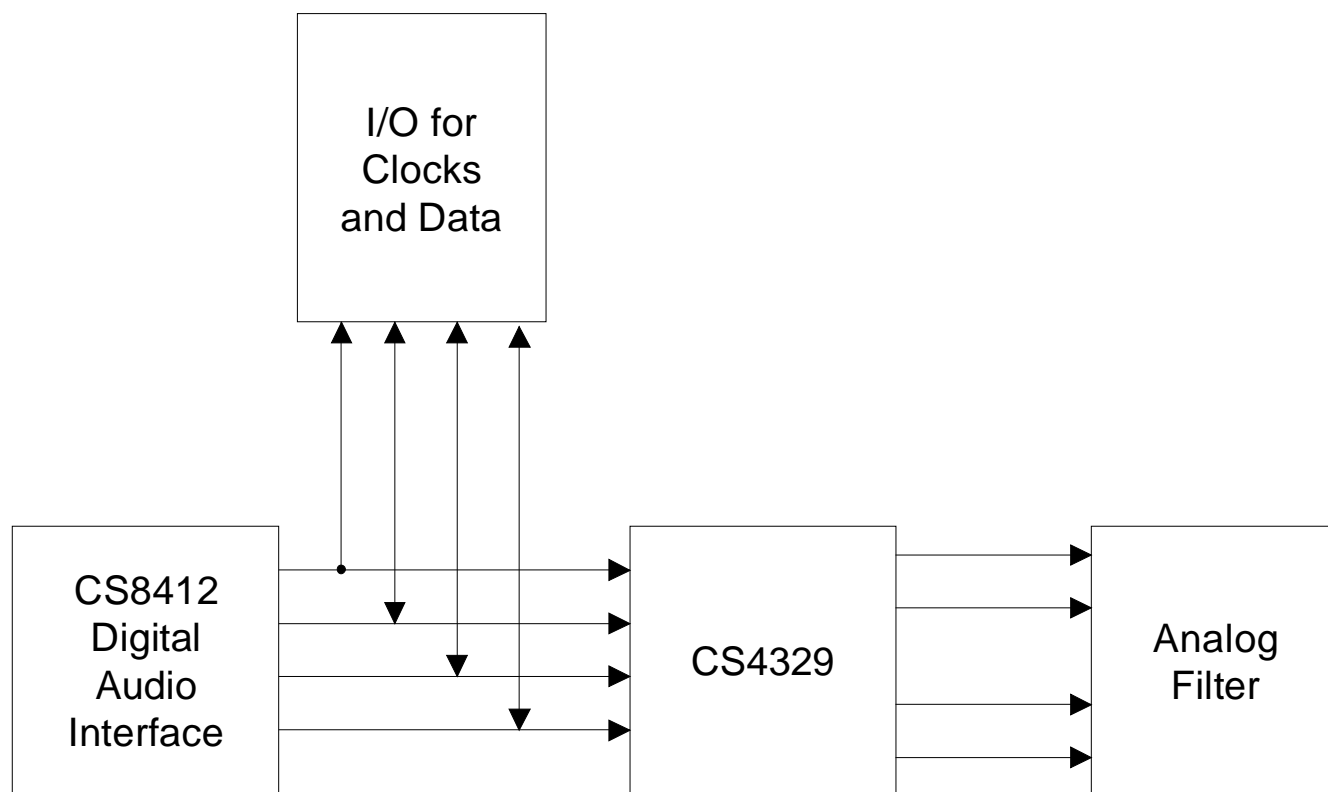 I/O for
Clocks
and Data
CS8412
Digital
Audio
Interface
CS4329
Analog
Filter